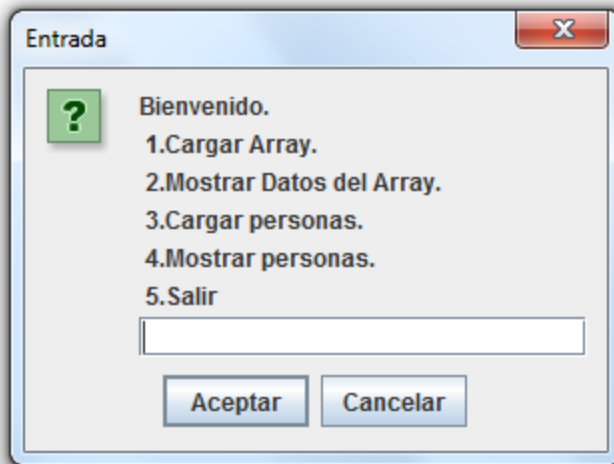 Entrada
Bienvenido.
1.Cargar Array.
2.Mostrar Datos del Array.
3.Cargar personas.
4.Mostrar personas.
5.Salir
Aceptar Cancelar